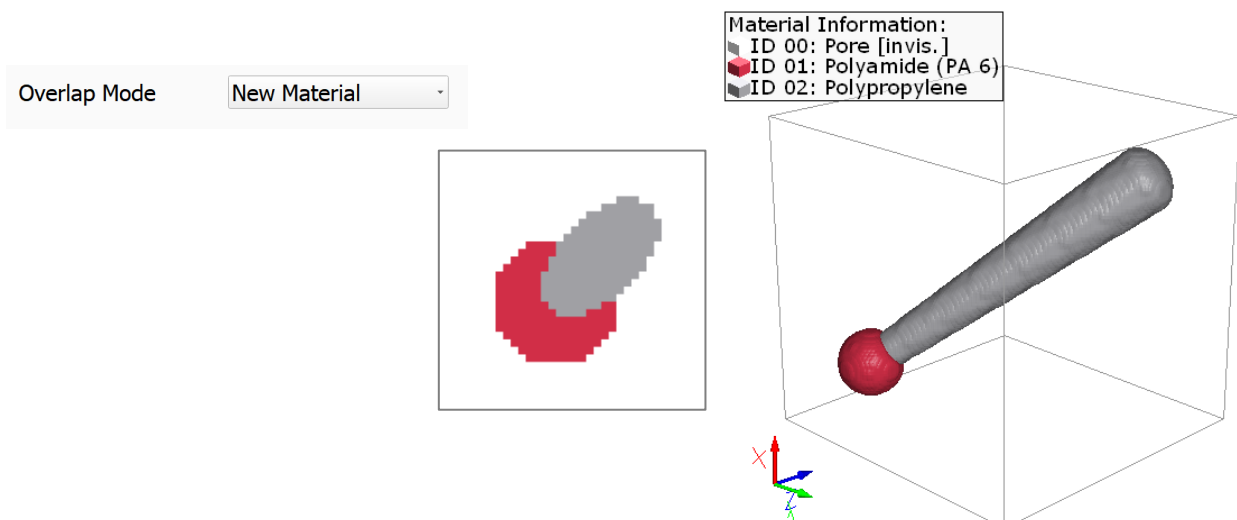 Overlap Mode
New Material
Material Information:
ID 00: Pore [invis.]
ID 01: Polyamide (PA 6)
ID 02: Polypropylene
X
Z